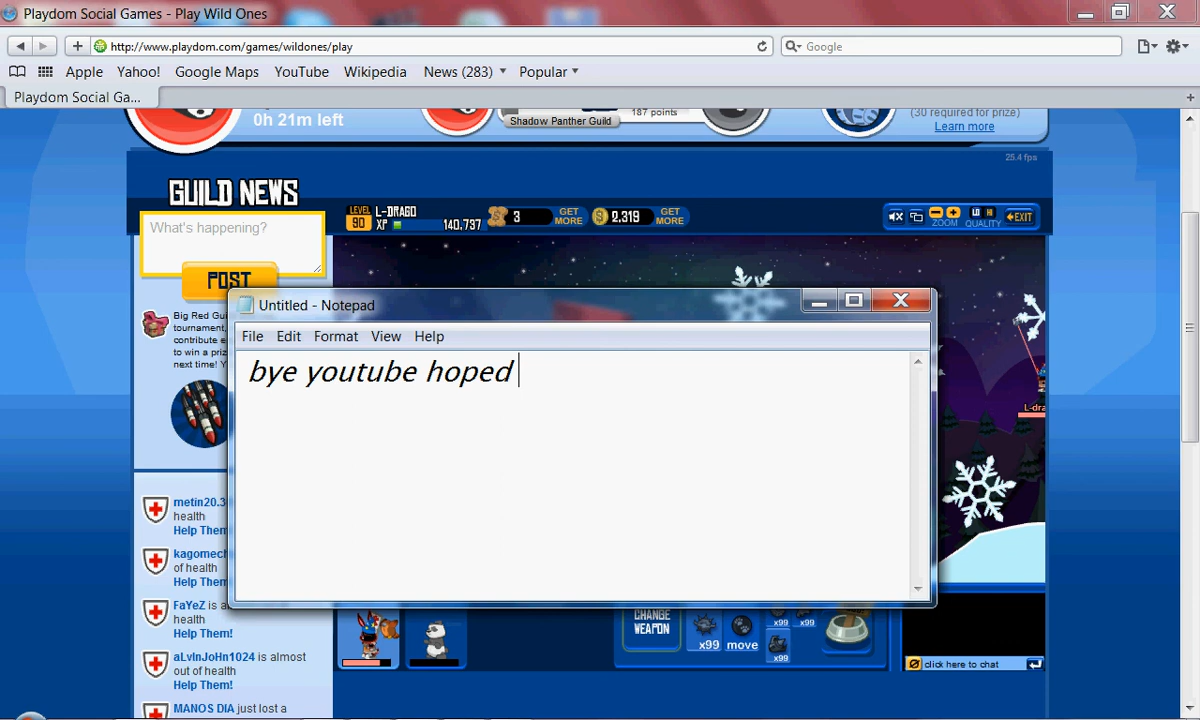 Playdom Social Games - Play Wild Ones
http://www.playdom.com/games/wildones/play
Google
Apple Yahoo! Google Maps YouTube Wikipedia News (283) Popular
Playdom Social Ga...
0h 21m left
Shadow Panther Guild
187 points
(30 required for prize)
Learn more
25.4 fps
GUILD NEWS
What's happening?
POST
LEVEL
90
L-DRAGO
XP
140,737
3
GET MORE
2,319
GET MORE
ZOOM
LO HI
QUALITY
EXIT
Untitled - Notepad
File Edit Format View Help
bye youtube hoped
Big Red Gui
tournament,
contribute e
to win a priz
next time! Y
L-dra
metin20.3
health
Help Them
kagomech
of health
Help Them
FaYeZ is a
health
Help Them!
aLvInJoHn1024 is almost
out of health
Help Them!
MANOS DIA just lost a
CHANGE
WEAPON
x99
move
x99
x99
x99
click here to chat